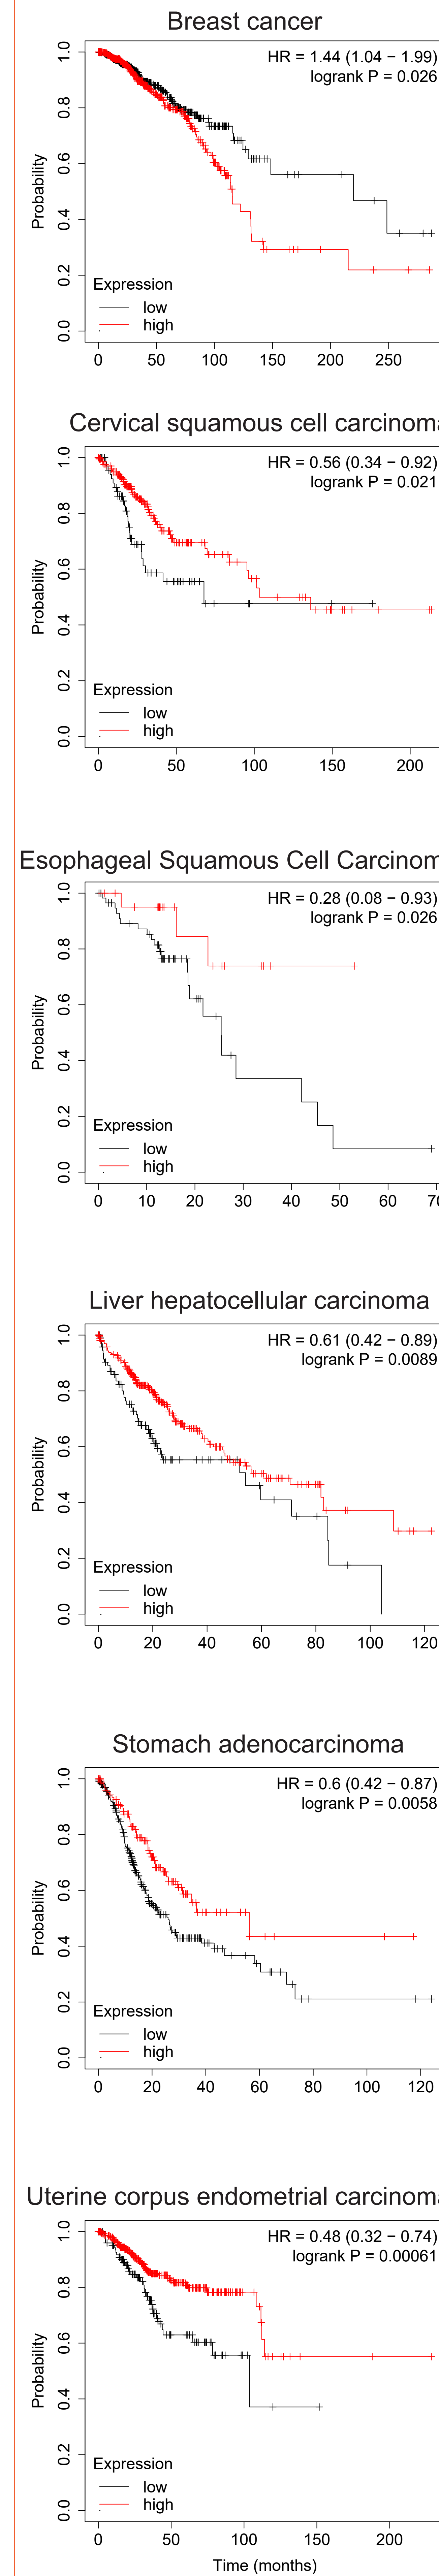 Breast cancer
HR = 1.44 (1.04 − 1.99)
logrank P = 0.026
Probability
1.0
0.8
0.6
0.4
0.2
0.0
Expression
low
high
0 50 100 150 200 250
Cervical squamous cell carcinoma
HR = 0.56 (0.34 − 0.92)
logrank P = 0.021
Probability
1.0
0.8
0.6
0.4
0.2
0.0
Expression
low
high
0 50 100 150 200
Esophageal Squamous Cell Carcinom
HR = 0.28 (0.08 − 0.93)
logrank P = 0.026
Probability
1.0
0.8
0.6
0.4
0.2
0.0
Expression
low
high
0 10 20 30 40 50 60 70
Liver hepatocellular carcinoma
HR = 0.61 (0.42 − 0.89)
logrank P = 0.0089
Probability
1.0
0.8
0.6
0.4
0.2
0.0
Expression
low
high
0 20 40 60 80 100 120
Stomach adenocarcinoma
HR = 0.6 (0.42 − 0.87)
logrank P = 0.0058
Probability
1.0
0.8
0.6
0.4
0.2
0.0
Expression
low
high
0 20 40 60 80 100 120
Uterine corpus endometrial carcinoma
HR = 0.48 (0.32 − 0.74)
logrank P = 0.00061
Probability
1.0
0.8
0.6
0.4
0.2
0.0
Expression
low
high
0 50 100 150 200
Time (months)